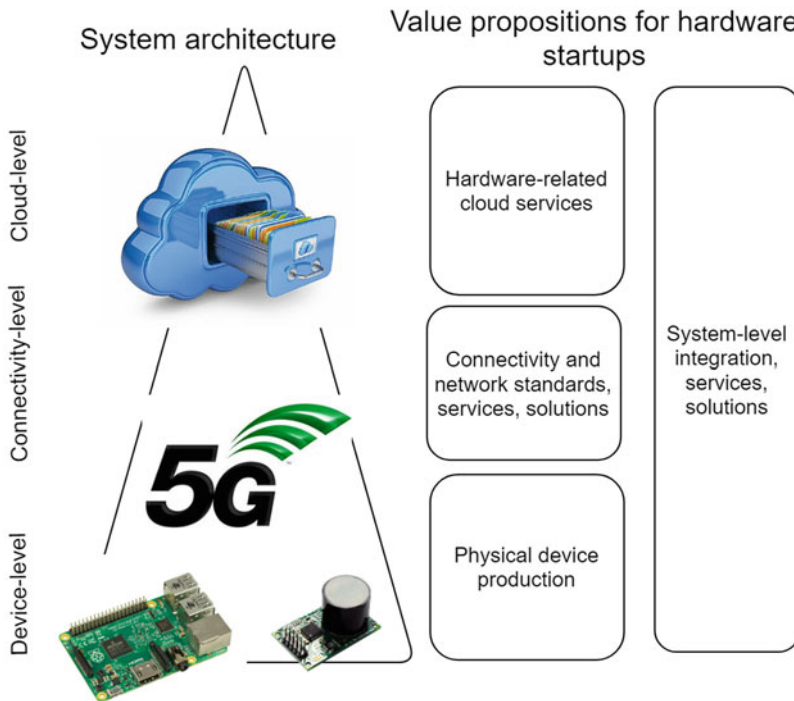 System architecture
Value propositions for hardware
startups
Cloud-level
Connectivity-level
Device-level
5G
Hardware-related
cloud services
Connectivity and
network standards,
services, solutions
Physical device
production
System-level
integration,
services,
solutions